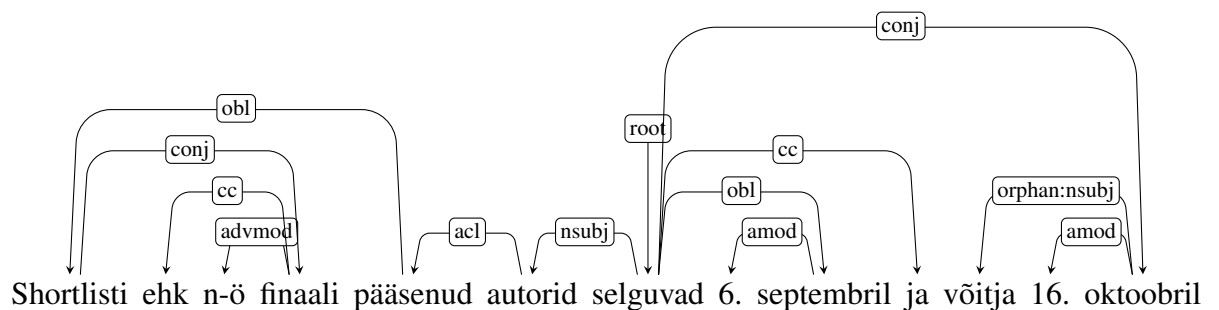 conj
obl
root
conj cc
cc obl orphan:nsubj
advmod acl nsubj amod amod
Shortlisti ehk n-ö finaali pääsenud autorid selguvad 6. septembril ja võitja 16. oktoobril